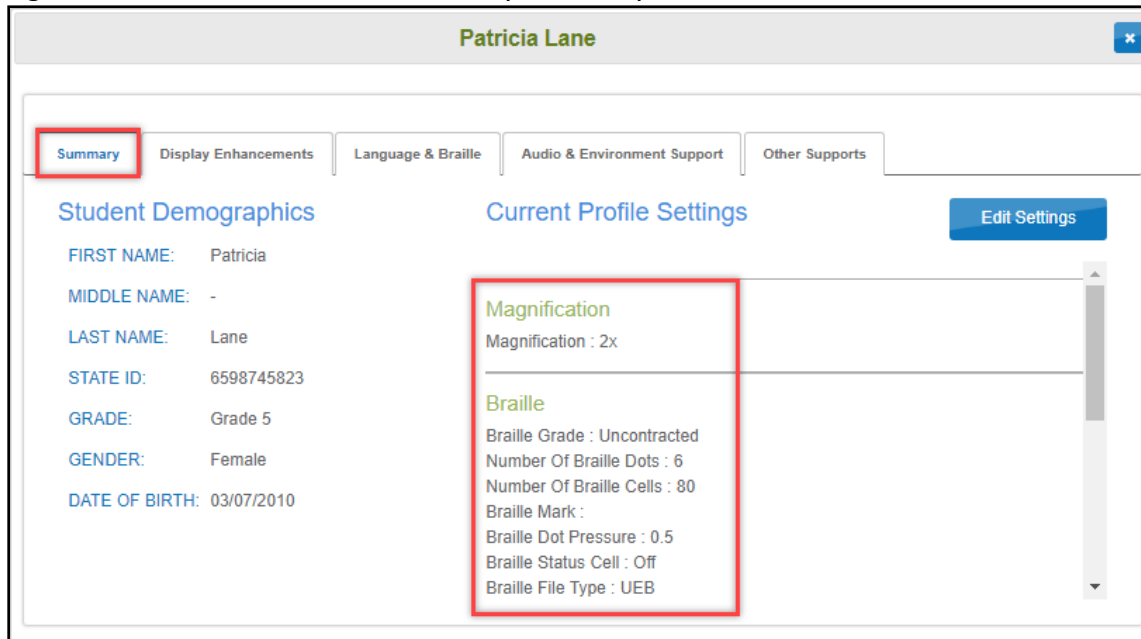 Patricia Lane
Summary
Display Enhancements
Language & Braille
Audio & Environment Support
Other Supports
Student Demographics
FIRST NAME: Patricia
MIDDLE NAME: -
LAST NAME: Lane
STATE ID: 6598745823
GRADE: Grade 5
GENDER: Female
DATE OF BIRTH: 03/07/2010
Current Profile Settings
Edit Settings
Magnification
Magnification : 2x
Braille
Braille Grade : Uncontracted
Number Of Braille Dots : 6
Number Of Braille Cells : 80
Braille Mark :
Braille Dot Pressure : 0.5
Braille Status Cell : Off
Braille File Type : UEB